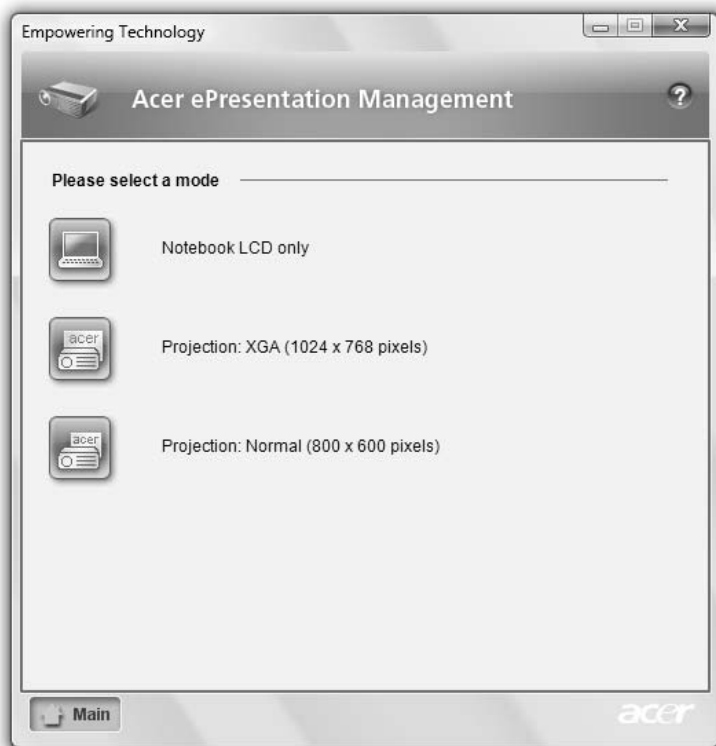 Empowering Technology
Acer ePresentation Management
?
Please select a mode
Notebook LCD only
acer
Projection: XGA (1024 x 768 pixels)
acer
Projection: Normal (800 x 600 pixels)
Main
acer